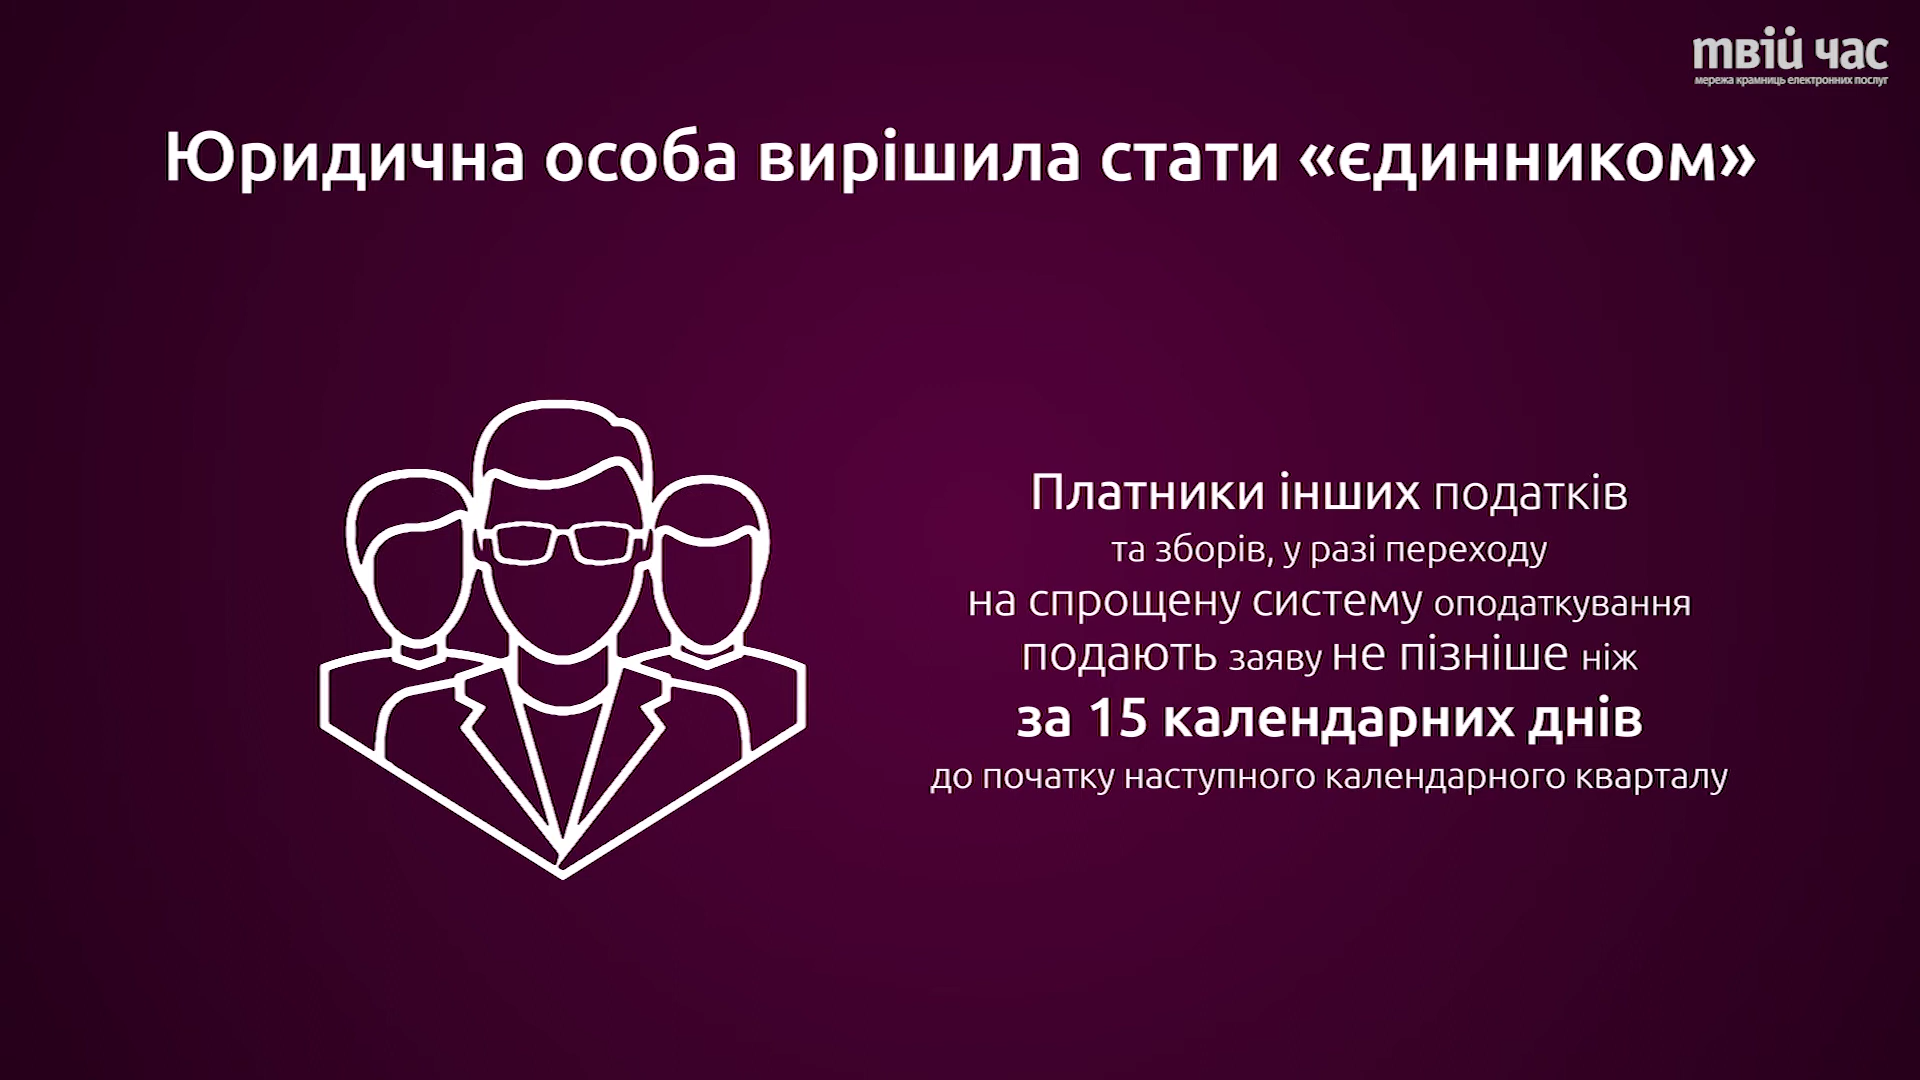 твій час
мережа крамниць електронних послуг
Юридична особа вирішила стати «єдинником»
Платники інших податків
та зборів, у разі переходу
на спрощену систему оподаткування
подають заяву не пізніше ніж
за 15 календарних днів
до початку наступного календарного кварталу